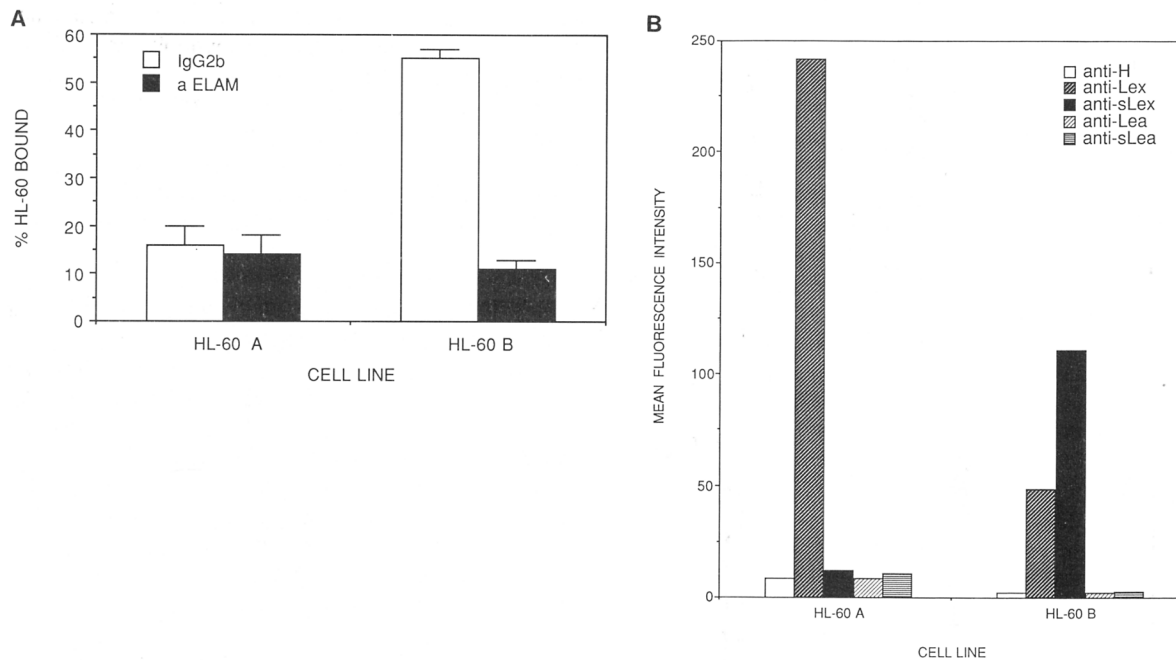 A
60
50
40
30
20
10
0
% HL-60 BOUND
IgG2b
a ELAM
HL-60 A
HL-60 B
CELL LINE
B
250
200
150
100
50
0
MEAN FLUORESCENCE INTENSITY
anti-H
anti-Lex
anti-sLex
anti-Lea
anti-sLea
HL-60 A
HL-60 B
CELL LINE